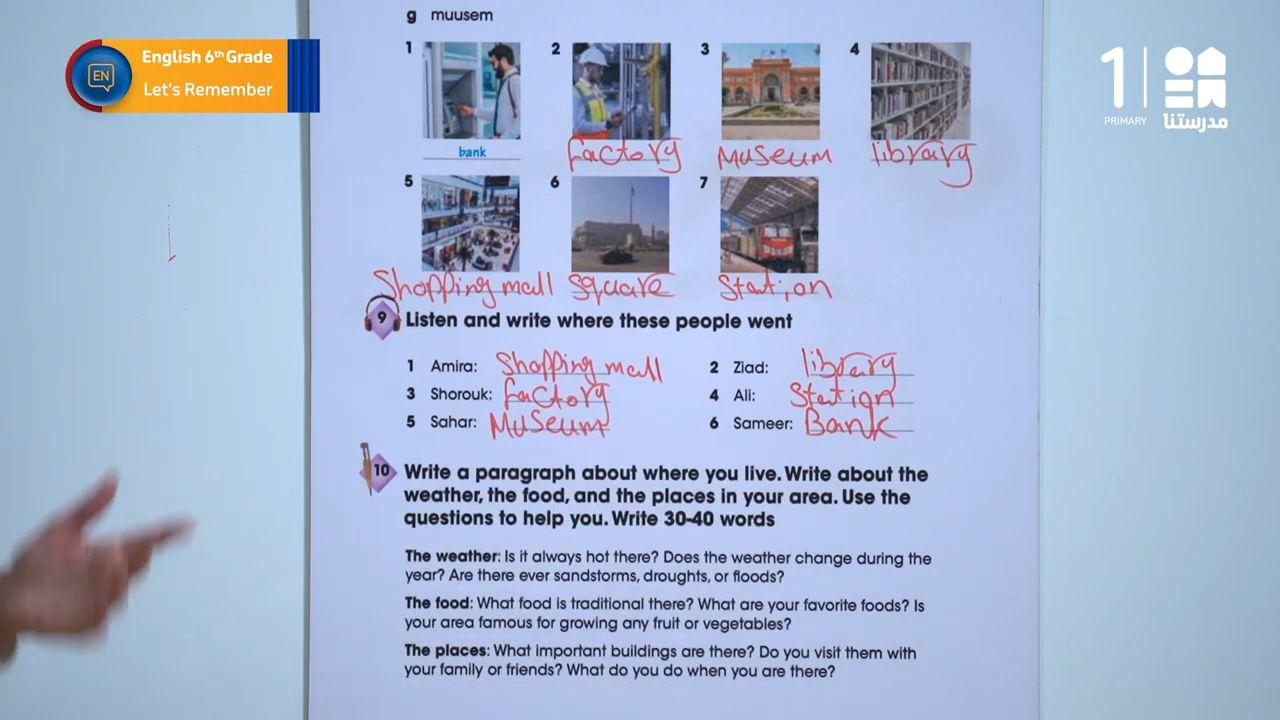 g muusem
English 6th Grade
EN
Let's Remember
1
PRIMARY
مدرستنا
1 2 3 4
bank factory Museum library
5 6 7
Shopping mall square station
9 Listen and write where these people went
1 Amira: Shopping mall 2 Ziad: library
3 Shorouk: factory 4 Ali: Station
5 Sahar: Museum 6 Sameer: Bank
10 Write a paragraph about where you live. Write about the
weather, the food, and the places in your area. Use the
questions to help you. Write 30-40 words
The weather: Is it always hot there? Does the weather change during the
year? Are there ever sandstorms, droughts, or floods?
The food: What food is traditional there? What are your favorite foods? Is
your area famous for growing any fruit or vegetables?
The places: What important buildings are there? Do you visit them with
your family or friends? What do you do when you are there?